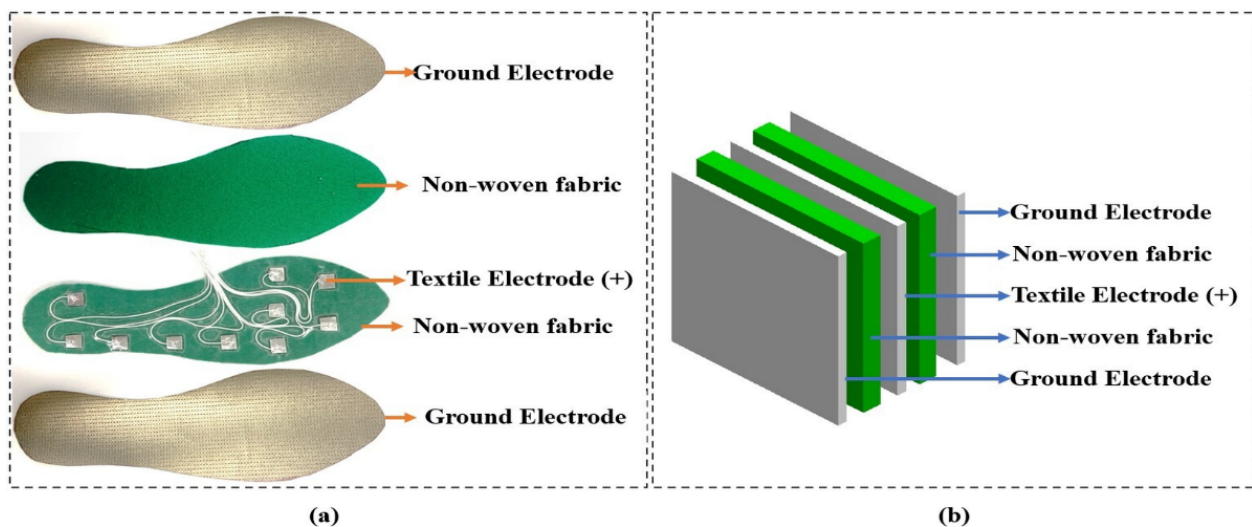 Ground Electrode
Non-woven fabric
Textile Electrode (+)
Non-woven fabric
Ground Electrode
(a)
Ground Electrode
Non-woven fabric
Textile Electrode (+)
Non-woven fabric
Ground Electrode
(b)